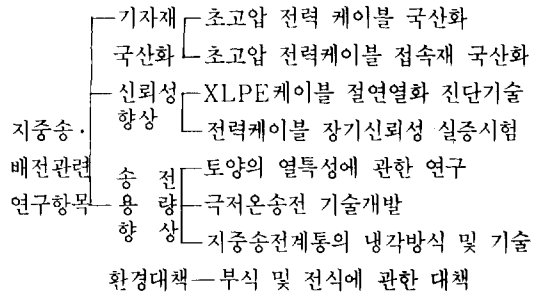 기자재 초고압 전력 케이블 국산화
국산화 초고압 전력케이블 접속재 국산화
신뢰성 XLPE케이블 절연열화 진단기술
향상
지중송· 전력케이블 장기신뢰성 실증시험
배전관련 송 전 토양의 열특성에 관한 연구
연구항목 용 량 극저온송전 기술개발
향 상 지중송전계통의 냉각방식 및 기술
환경대책 부식 및 전식에 관한 대책